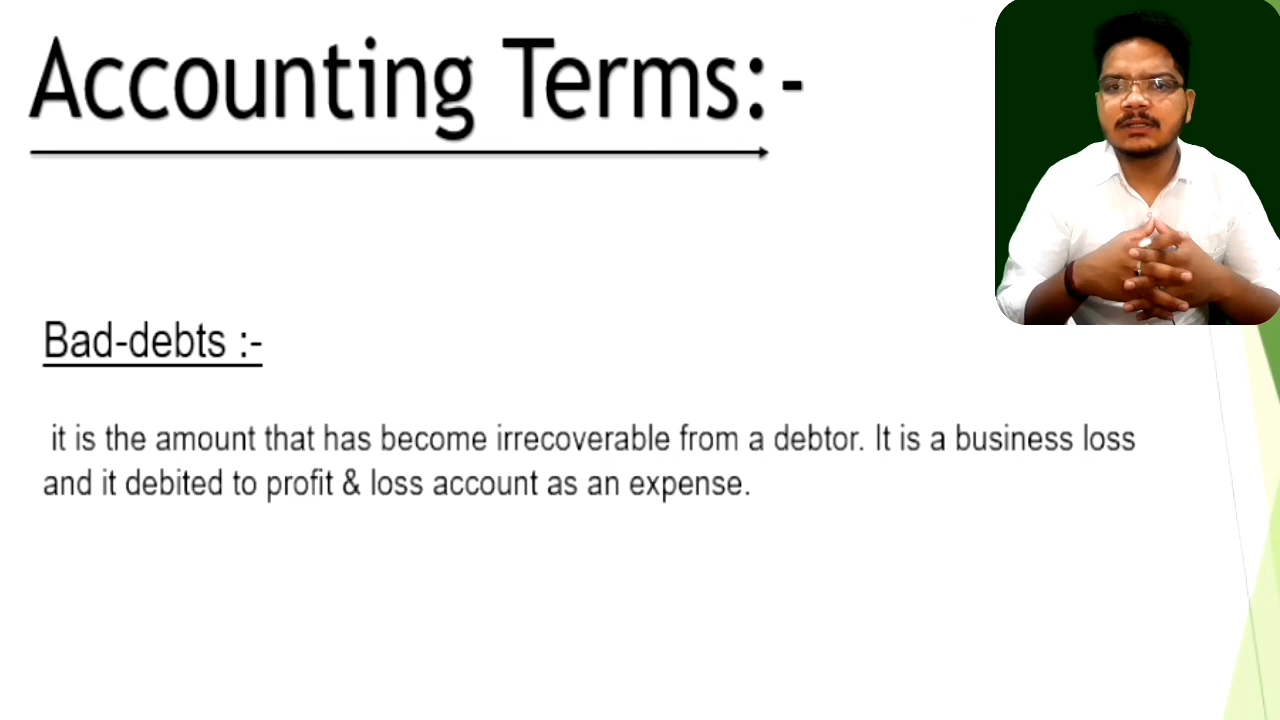 Accounting Terms:-
Bad-debts :-
it is the amount that has become irrecoverable from a debtor. It is a business loss
and it debited to profit & loss account as an expense.